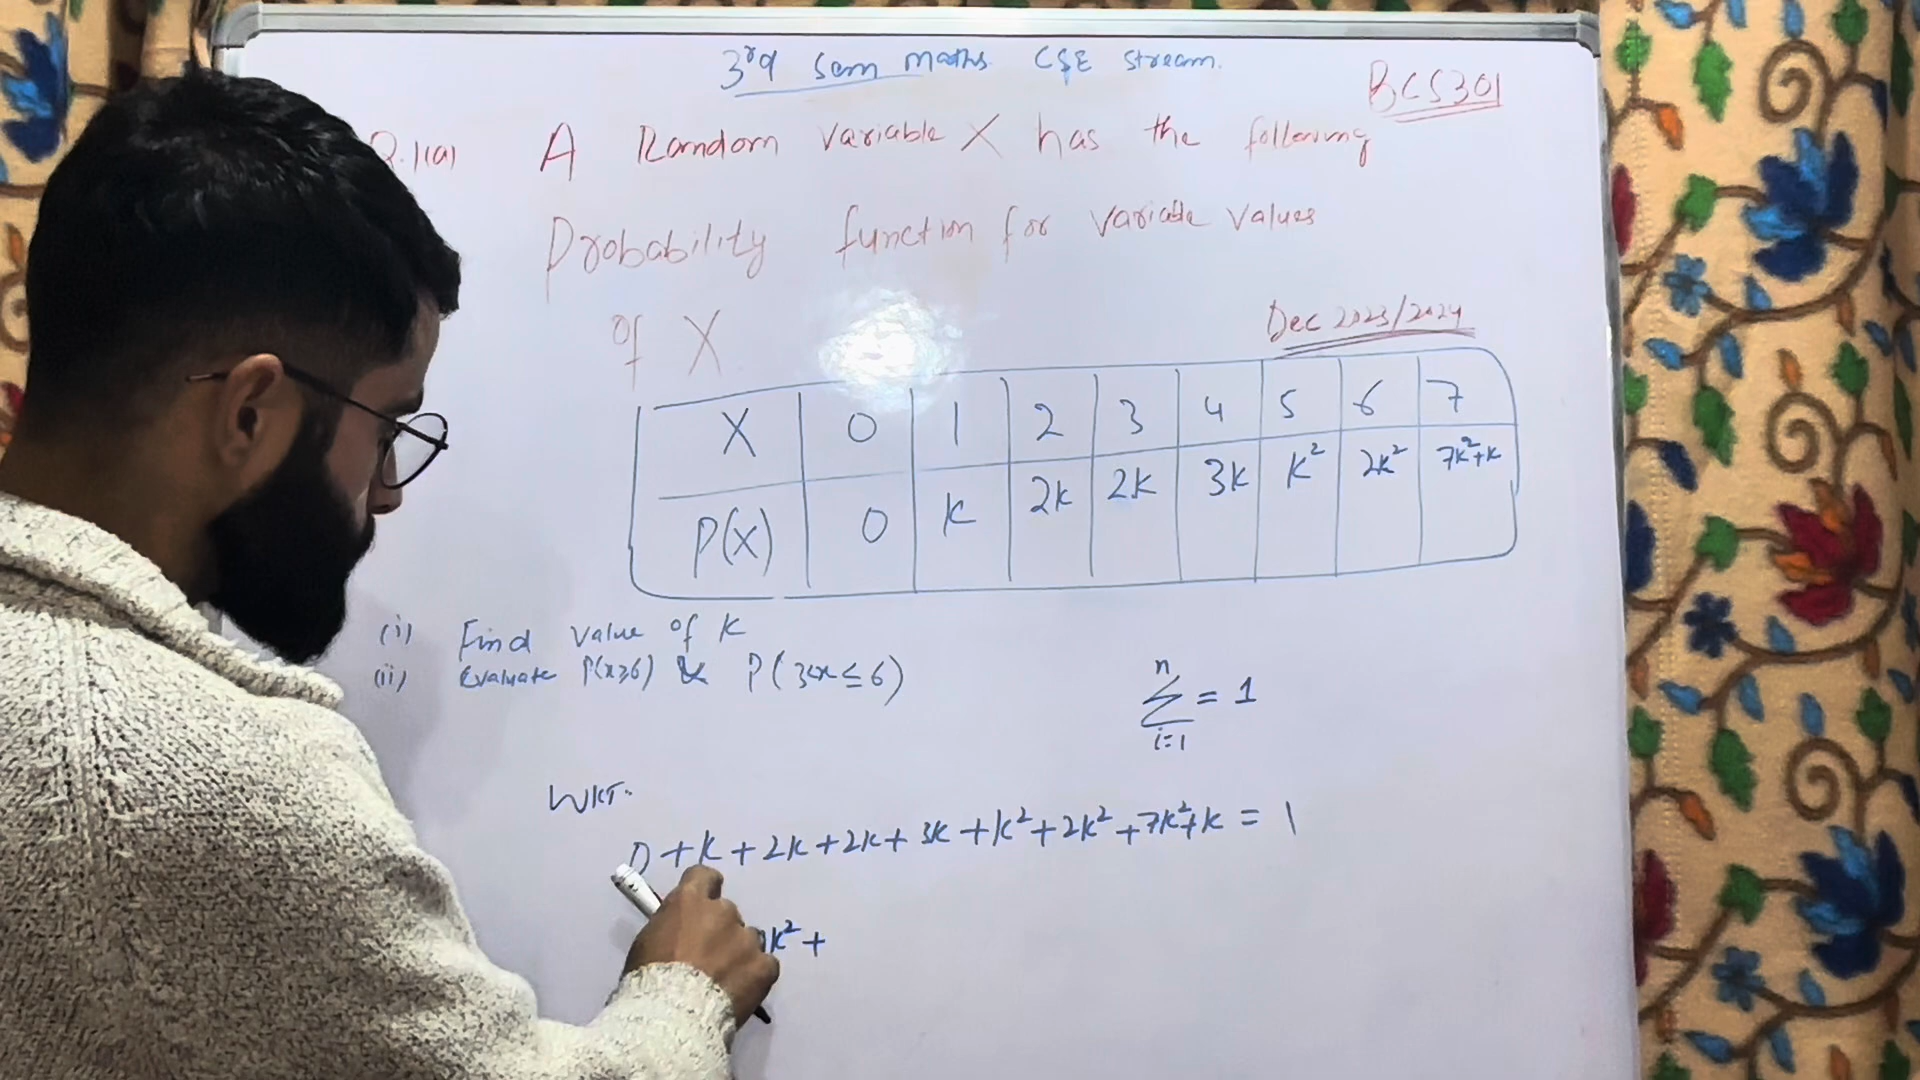 3rd Sem Maths CSE Stream.
BCS301
Q.1(a) A Random variable X has the following
Probability function for variable values
of X
Dec 2023/2024
X 0 1 2 3 4 5 6 7
P(X) 0 k 2k 2k 3k k² 2k² 7k²+k
(i) Find value of k
(ii) Evaluate P(x≥6) & P(3<x≤6)
n
∑ = 1
i=1
WKT.
0+k+2k+2k+3k+k²+2k²+7k²+k = 1
k²+